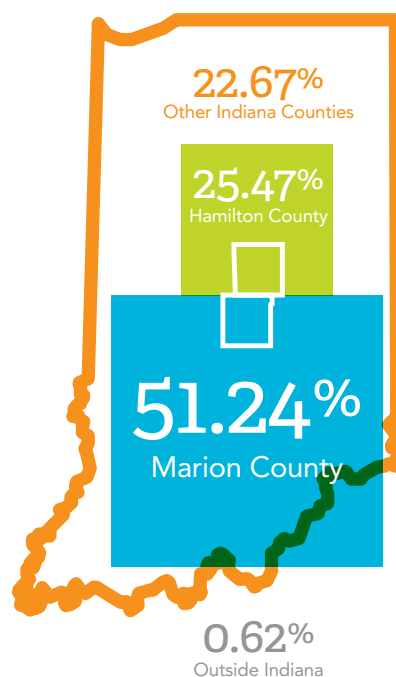 22.67%
Other Indiana Counties
25.47%
Hamilton County
51.24%
Marion County
0.62%
Outside Indiana